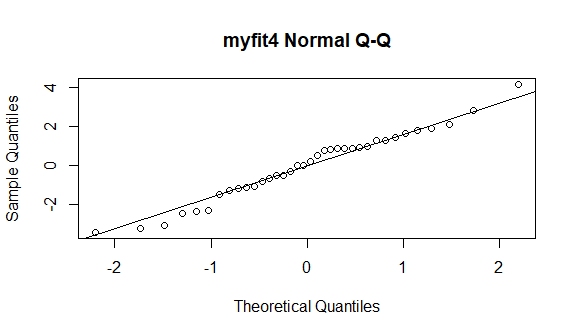 myfit4 Normal Q-Q
Sample Quantiles
4
2
0
-2
-2 -1 0 1 2
Theoretical Quantiles